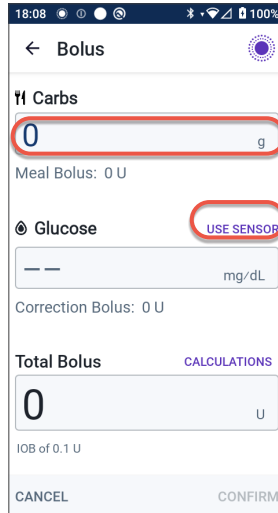 18:08 100%
Bolus
Carbs
0 g
Meal Bolus: 0 U
Glucose USE SENSOR
-- mg/dL
Correction Bolus: 0 U
Total Bolus CALCULATIONS
0 U
IOB of 0.1 U
CANCEL CONFIRM